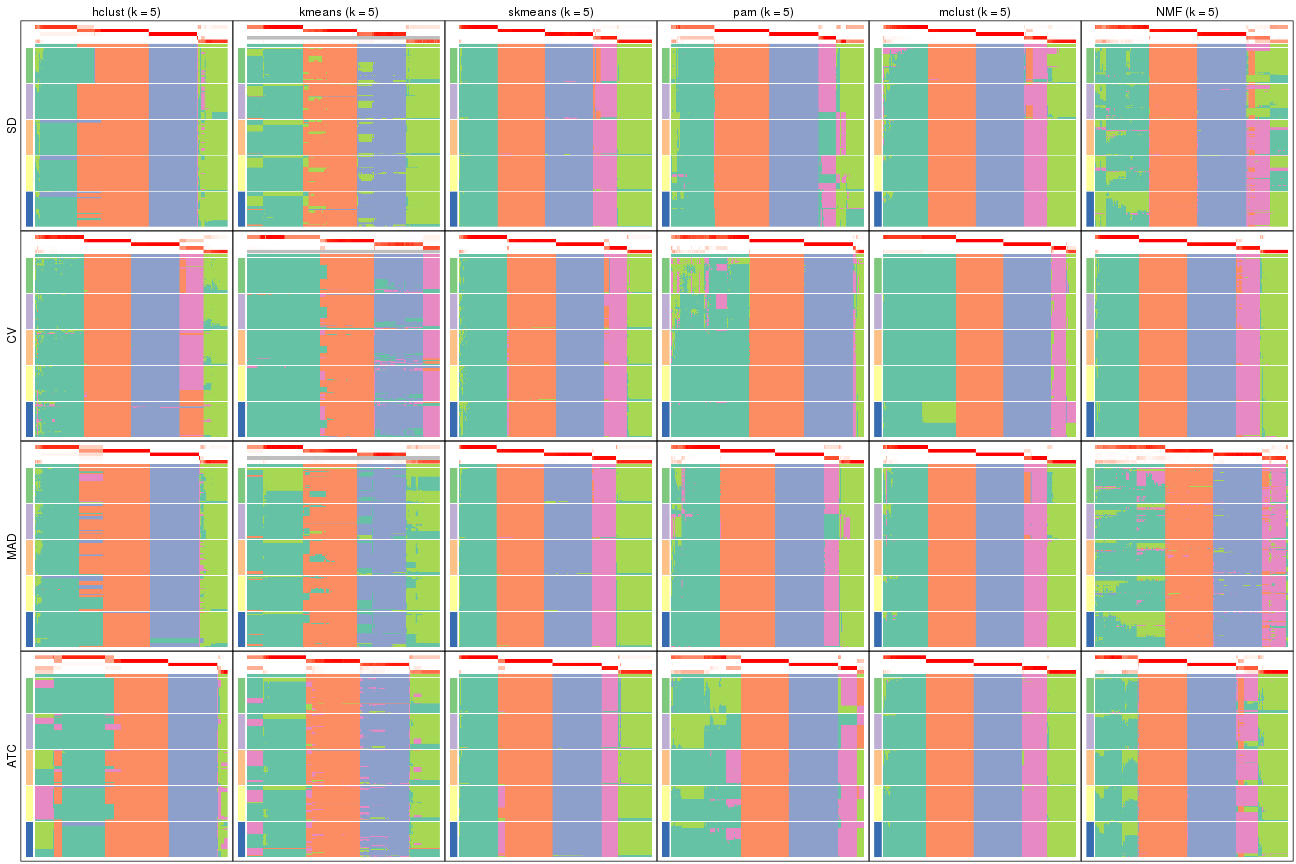 hclust (k = 5)
kmeans (k = 5)
skmeans (k = 5)
pam (k = 5)
mclust (k = 5)
NMF (k = 5)
SD
CV
MAD
ATC